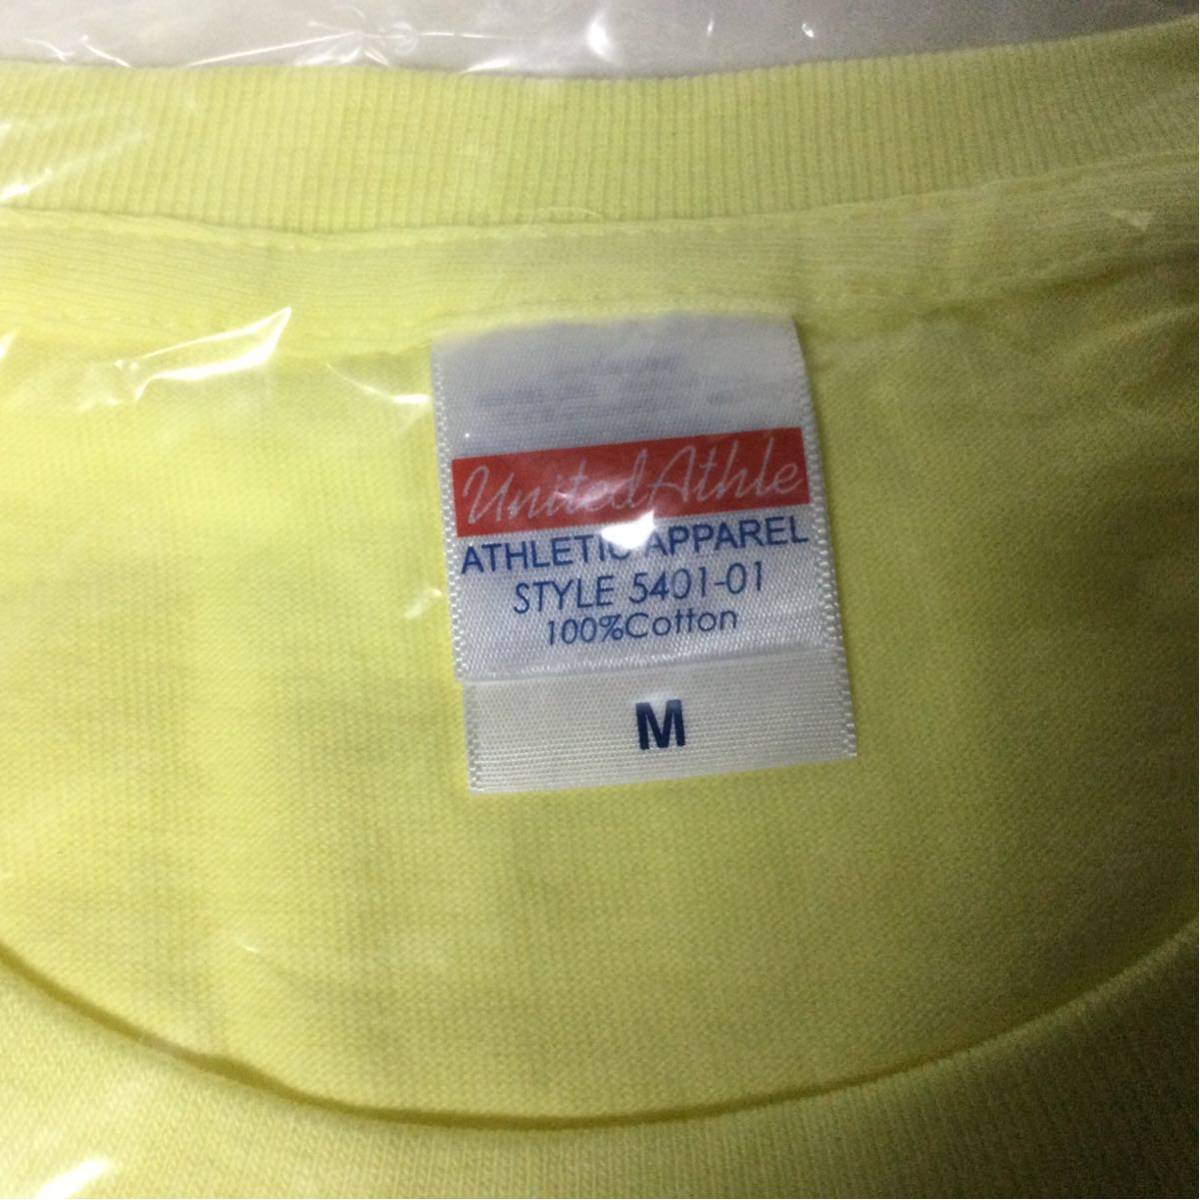 UnitedAthle
ATHLETIC APPAREL
STYLE 5401-01
100%Cotton
M